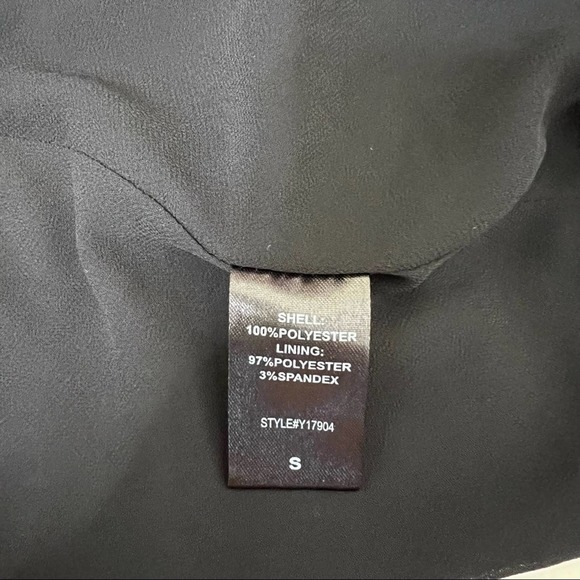 SHELL:
100%POLYESTER
LINING:
97%POLYESTER
3%SPANDEX
STYLE#Y17904
S